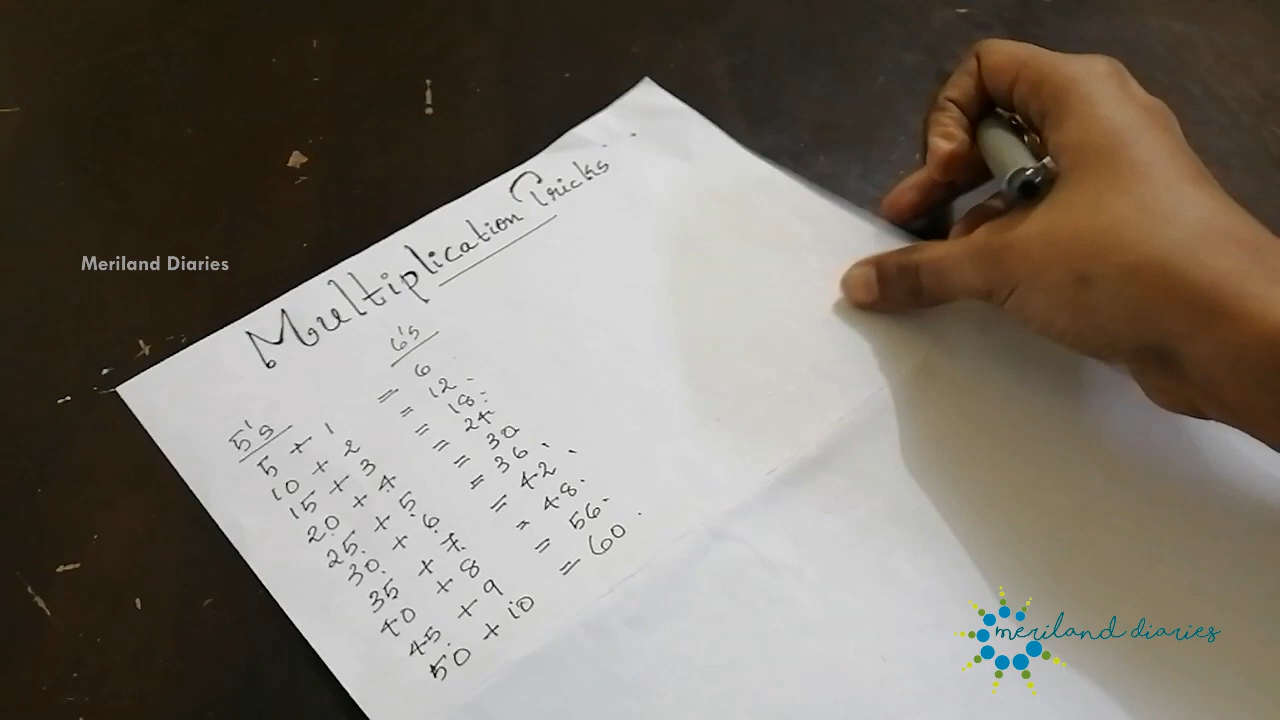 Multiplication Tricks
5's 6's
5 + 1 = 6
10 + 2 = 12
15 + 3 = 18
20 + 4 = 24
25 + 5 = 30
30 + 6 = 36
35 + 7 = 42
40 + 8 = 48
45 + 9 = 56
50 + 10 = 60
Meriland Diaries
meriland diaries